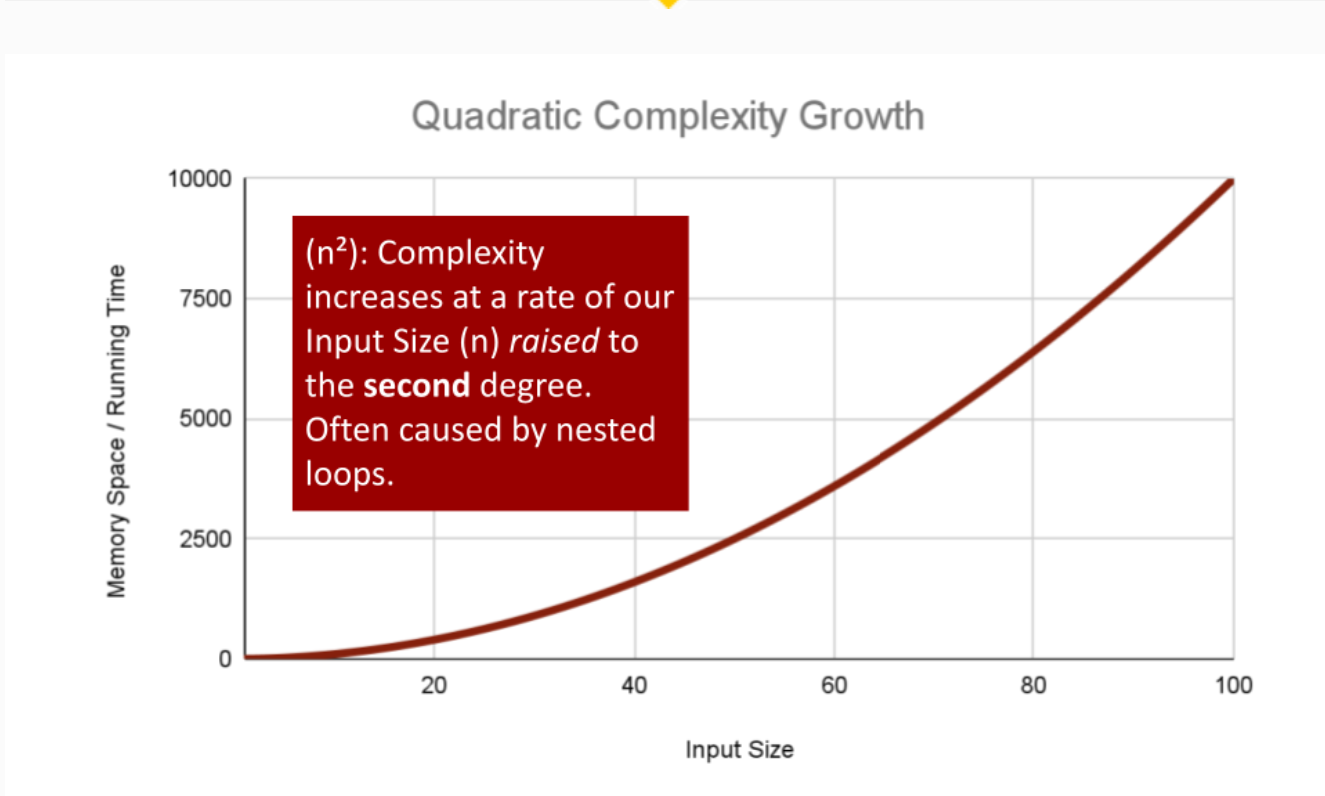 Quadratic Complexity Growth
10000
7500
5000
2500
0
Memory Space / Running Time
(n²): Complexity
increases at a rate of our
Input Size (n) raised to
the second degree.
Often caused by nested
loops.
20 40 60 80 100
Input Size